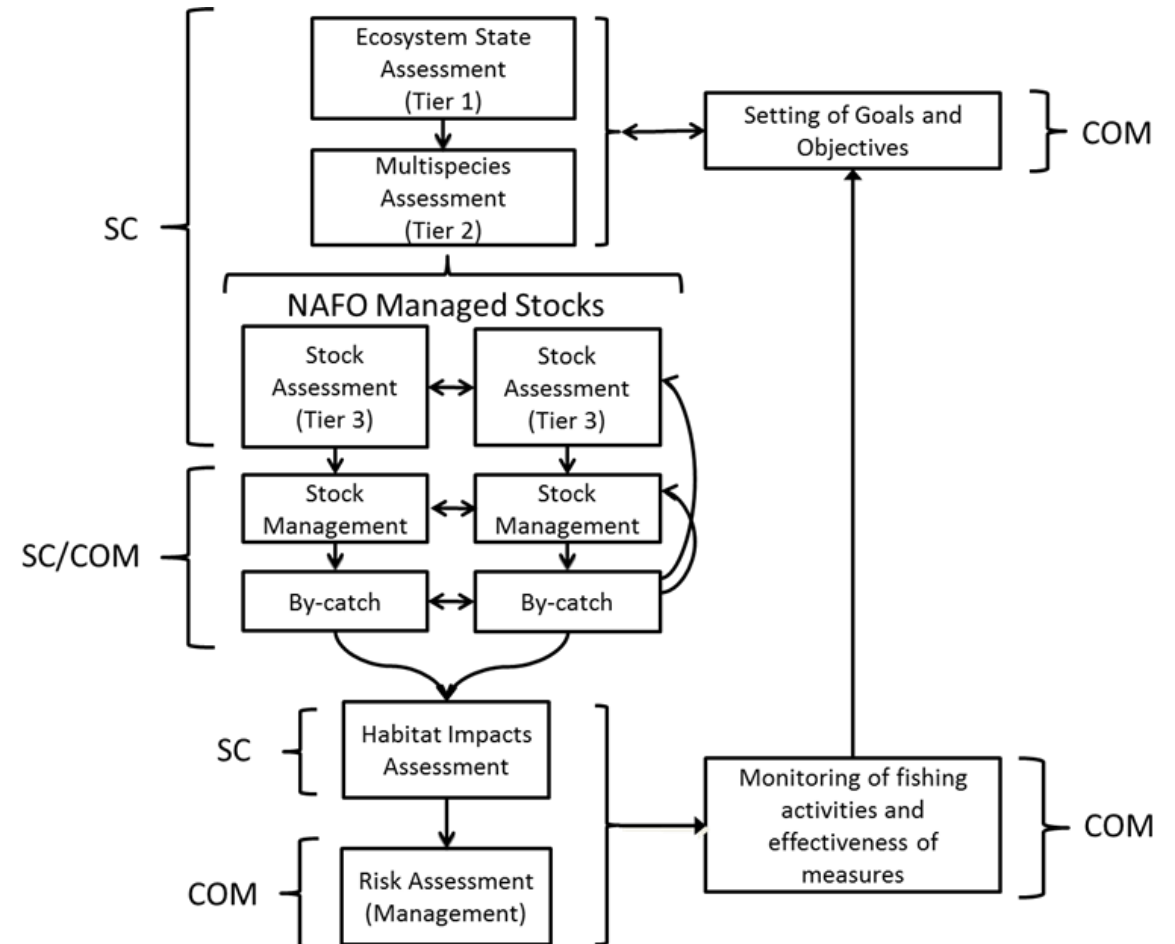 Ecosystem State
Assessment
(Tier 1)
Setting of Goals and
Objectives
COM
Multispecies
Assessment
(Tier 2)
SC
NAFO Managed Stocks
Stock
Assessment
(Tier 3)
Stock
Assessment
(Tier 3)
SC/COM
Stock
Management
Stock
Management
By-catch
By-catch
SC
Habitat Impacts
Assessment
Monitoring of fishing
activities and
effectiveness of
measures
COM
COM
Risk Assessment
(Management)